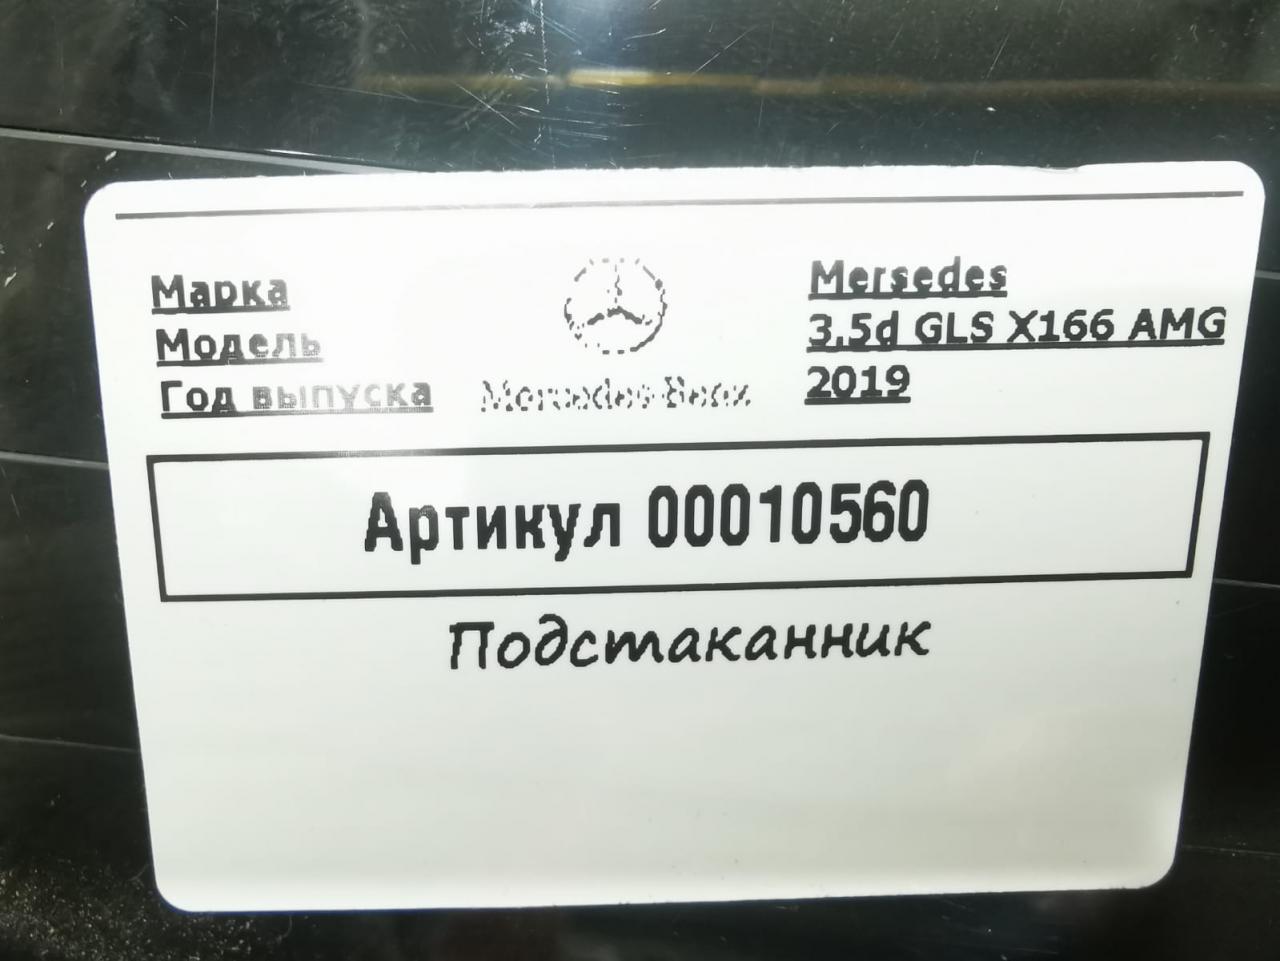 Марка Mersedes
Модель 3.5d GLS X166 AMG
Год выпуска Mercedes-Benz 2019
Артикул 00010560
Подстаканник